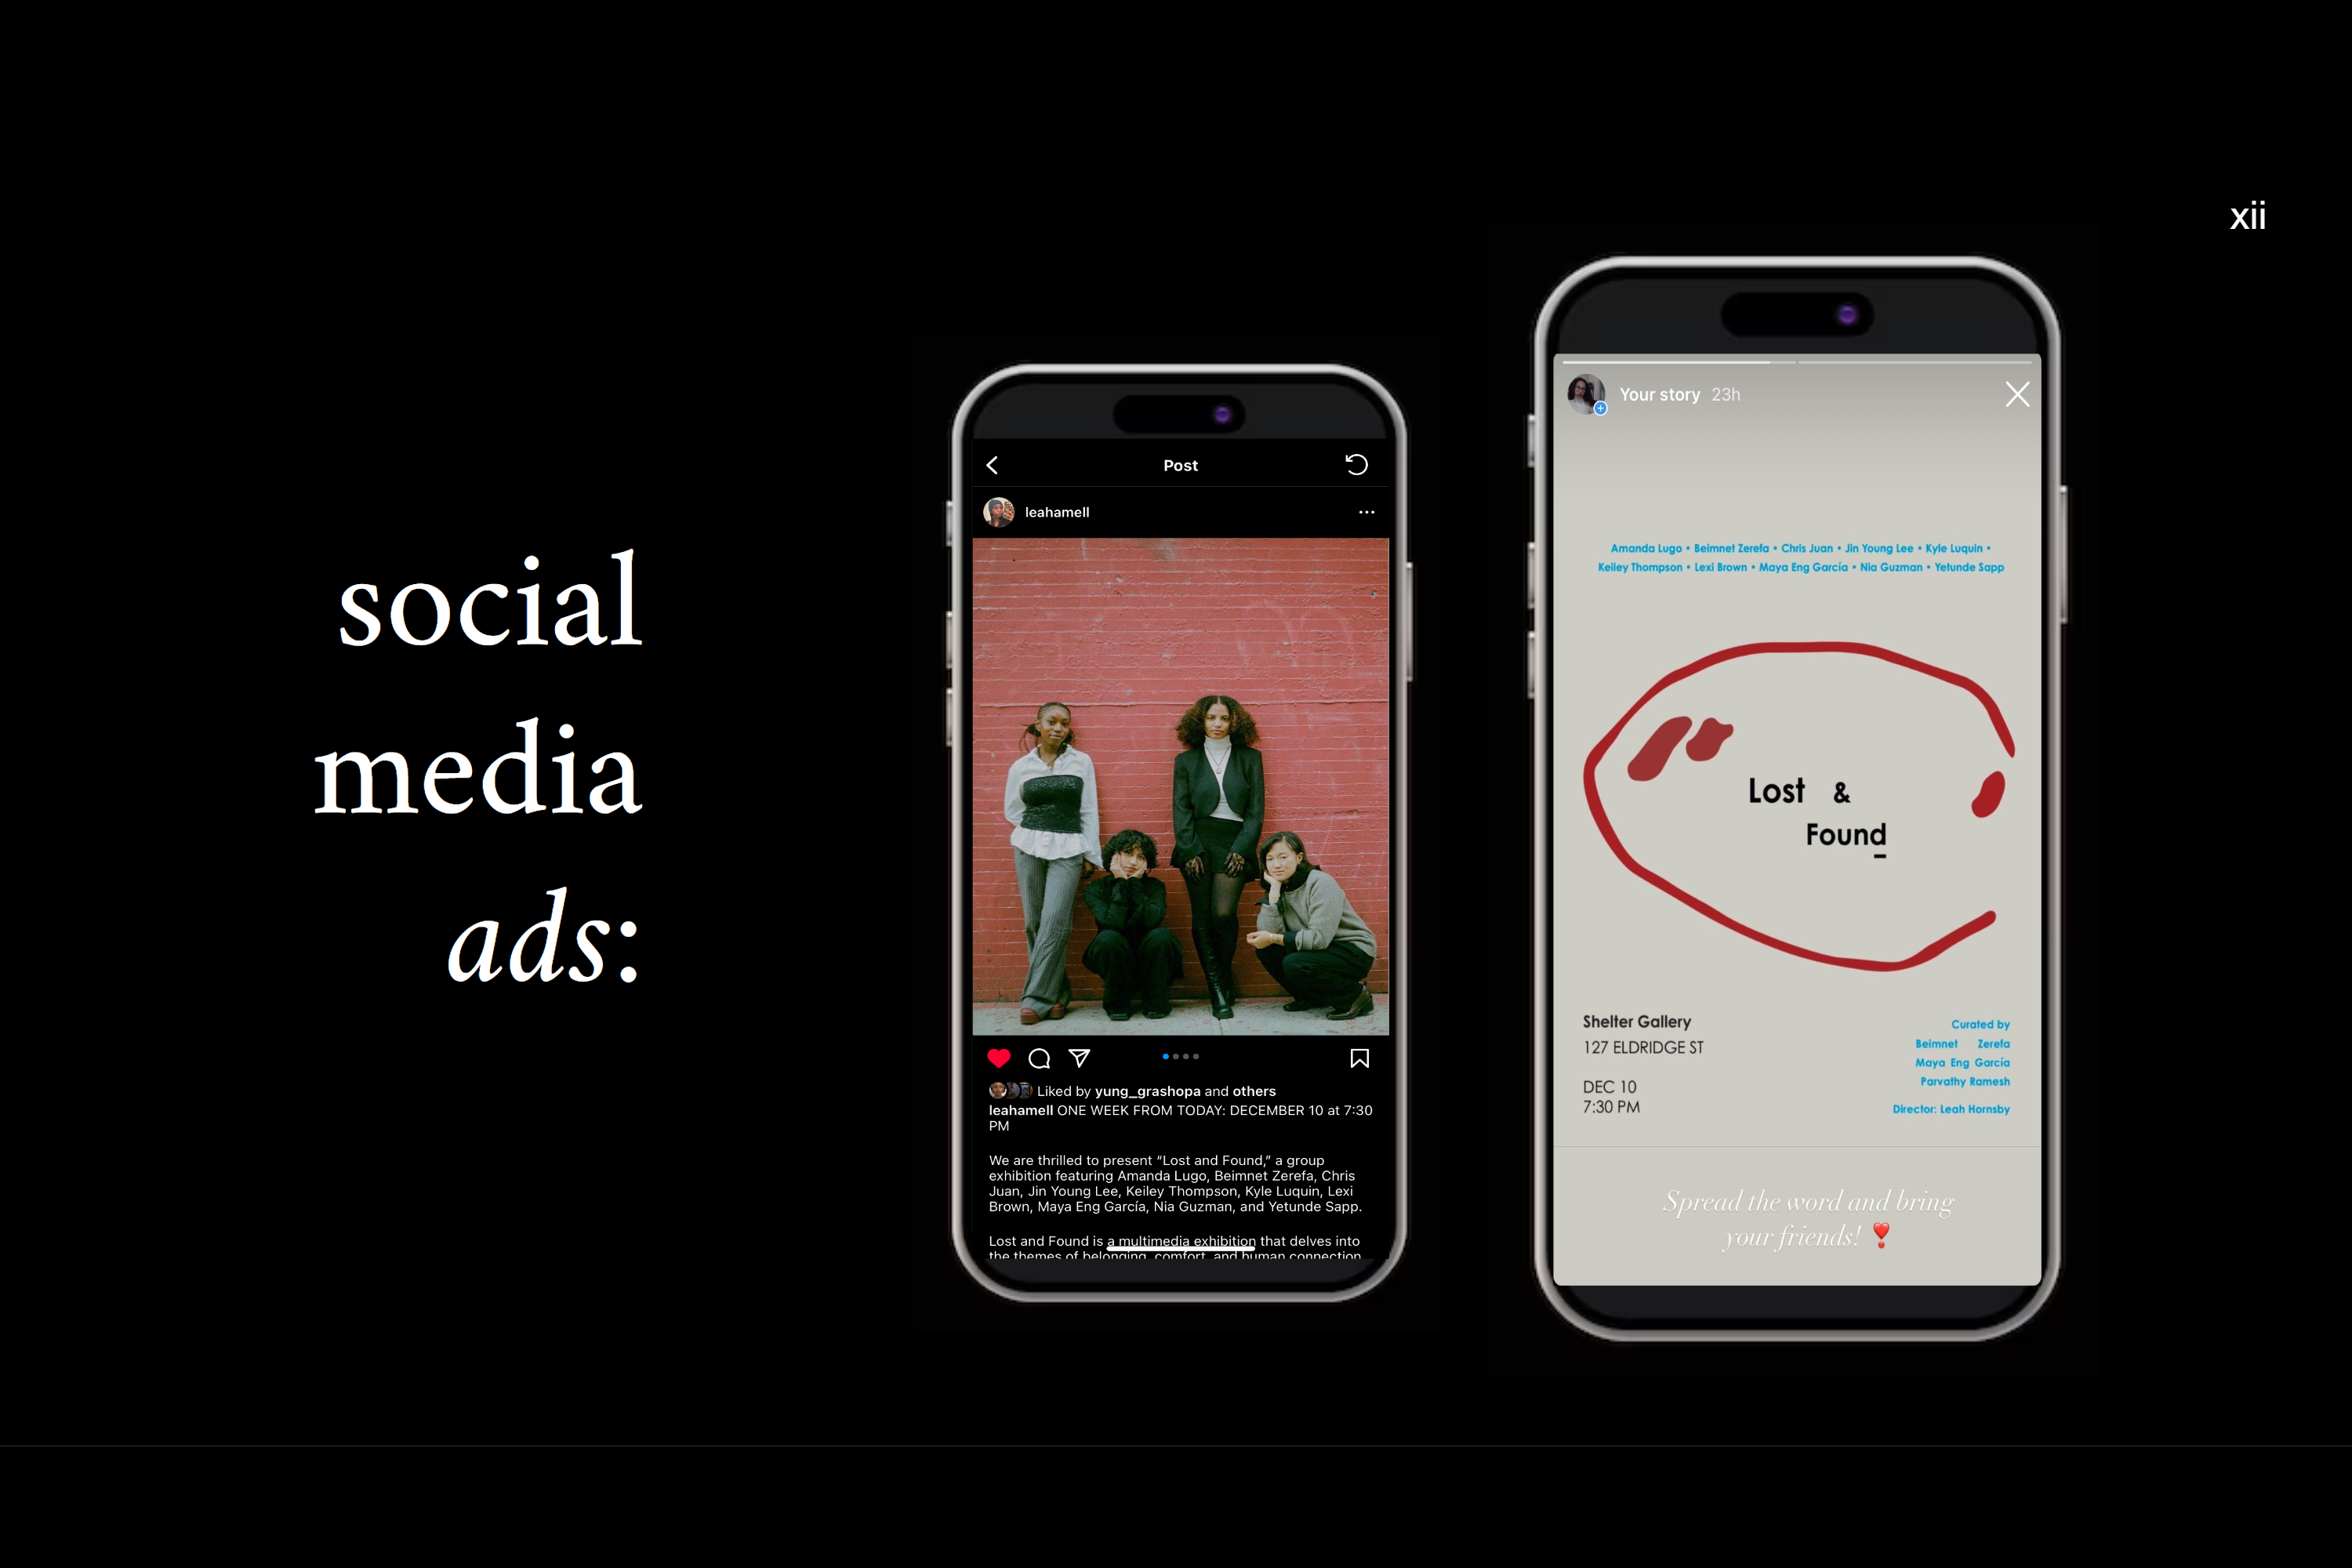 xii
social
media
ads:
Post
leahamell
Liked by yung_grashopa and others
leahamell ONE WEEK FROM TODAY: DECEMBER 10 at 7:30
PM
We are thrilled to present “Lost and Found,” a group
exhibition featuring Amanda Lugo, Beimnet Zerefa, Chris
Juan, Jin Young Lee, Keiley Thompson, Kyle Luquin, Lexi
Brown, Maya Eng García, Nia Guzman, and Yetunde Sapp.
Lost and Found is a multimedia exhibition that delves into
the themes of belonging, comfort, and human connection
Your story 23h
Amanda Lugo • Beimnet Zerefa • Chris Juan • Jin Young Lee • Kyle Luquin •
Keiley Thompson • Lexi Brown • Maya Eng García • Nia Guzman • Yetunde Sapp
Lost &
Found
Shelter Gallery
127 ELDRIDGE ST
DEC 10
7:30 PM
Curated by
Beimnet Zerefa
Maya Eng García
Parvathy Ramesh
Director: Leah Hornsby
Spread the word and bring
your friends! ❣️